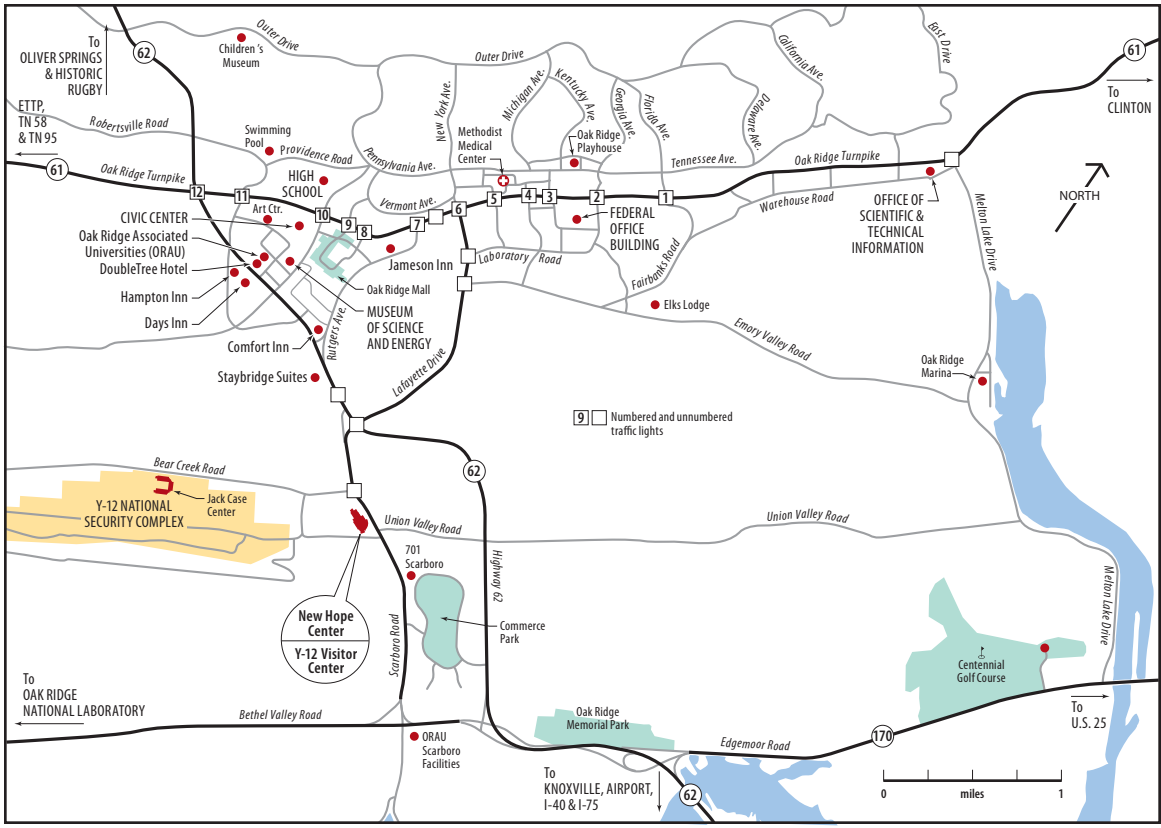 To
OLIVER SPRINGS
& HISTORIC
RUGBY
62
Children 's
Museum
Outer Drive
Outer Drive
California Ave.
East Drive
61
To
CLINTON
ETTP,
TN 58
& TN 95
61
Robertsville Road
Swimming
Pool
Providence Road
Pennsylvania Ave.
New York Ave.
Michigan Ave.
Kentucky Ave.
Georgia Ave.
Florida Ave.
Delaware Ave.
Methodist
Medical
Center
Oak Ridge
Playhouse
Tennessee Ave.
Oak Ridge Turnpike
Oak Ridge Turnpike
HIGH
SCHOOL
Vermont Ave.
12
11
10
9
8
7
6
5
4
3
2
1
Warehouse Road
NORTH
Art Ctr.
CIVIC CENTER
Oak Ridge Associated
Universities (ORAU)
DoubleTree Hotel
Hampton Inn
Days Inn
Comfort Inn
Staybridge Suites
Jameson Inn
Oak Ridge Mall
MUSEUM
OF SCIENCE
AND ENERGY
Rutgers Ave.
Lafayette Drive
Laboratory Road
FEDERAL
OFFICE
BUILDING
Fairbanks Road
Elks Lodge
Emory Valley Road
OFFICE OF
SCIENTIFIC &
TECHNICAL
INFORMATION
Melton Lake Drive
Oak Ridge
Marina
9
Numbered and unnumbered
traffic lights
Bear Creek Road
Y-12 NATIONAL
SECURITY COMPLEX
Jack Case
Center
62
Union Valley Road
Union Valley Road
701
Scarboro
Highway 62
New Hope
Center
Y-12 Visitor
Center
Scarboro Road
Commerce
Park
Melton Lake Drive
Centennial
Golf Course
To
OAK RIDGE
NATIONAL LABORATORY
Bethel Valley Road
ORAU
Scarboro
Facilities
Oak Ridge
Memorial Park
Edgemoor Road
170
To
U.S. 25
To
KNOXVILLE, AIRPORT,
I-40 & I-75
62
0 miles 1